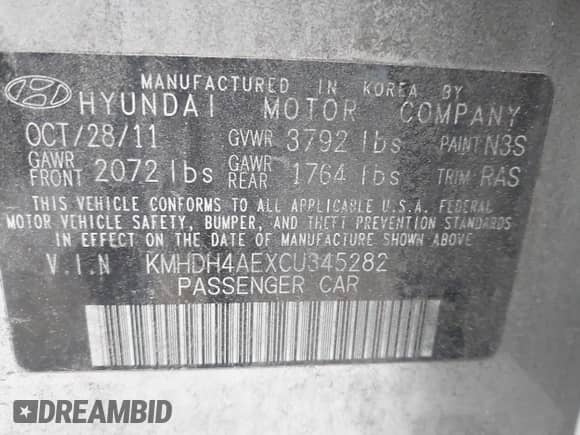 MANUFACTURED IN KOREA BY
HYUNDAI MOTOR COMPANY
OCT/28/11 GVWR 3792 lbs PAINT N3S
GAWR FRONT 2072 lbs GAWR REAR 1764 lbs TRIM RAS
THIS VEHICLE CONFORMS TO ALL APPLICABLE U.S.A. FEDERAL
MOTOR VEHICLE SAFETY, BUMPER, AND THEFT PREVENTION STANDARDS
IN EFFECT ON THE DATE OF MANUFACTURE SHOWN ABOVE
V.I.N KMHDH4AEXCU345282
PASSENGER CAR
DREAMBID